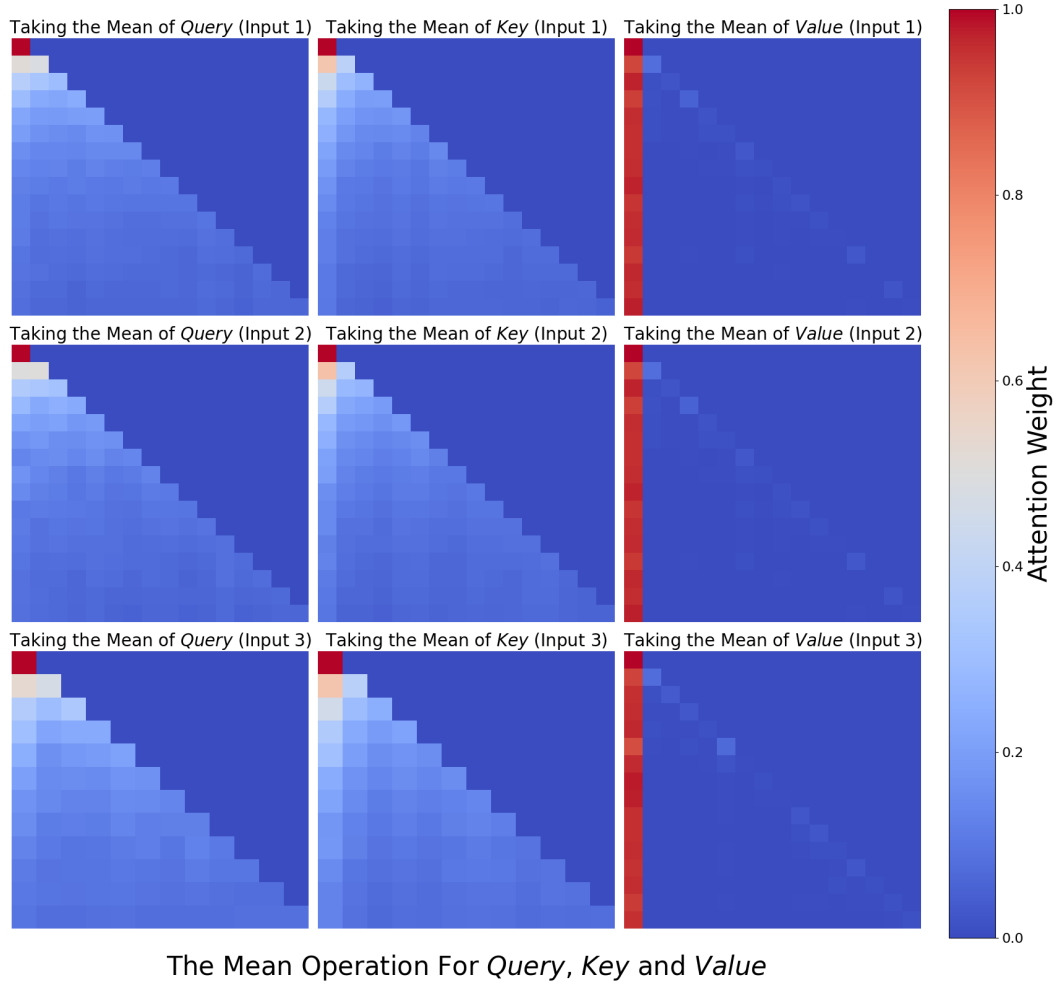 Taking the Mean of Query (Input 1)
Taking the Mean of Key (Input 1)
Taking the Mean of Value (Input 1)
1.0
0.8
0.6
0.4
0.2
0.0
Attention Weight
Taking the Mean of Query (Input 2)
Taking the Mean of Key (Input 2)
Taking the Mean of Value (Input 2)
Taking the Mean of Query (Input 3)
Taking the Mean of Key (Input 3)
Taking the Mean of Value (Input 3)
The Mean Operation For Query, Key and Value